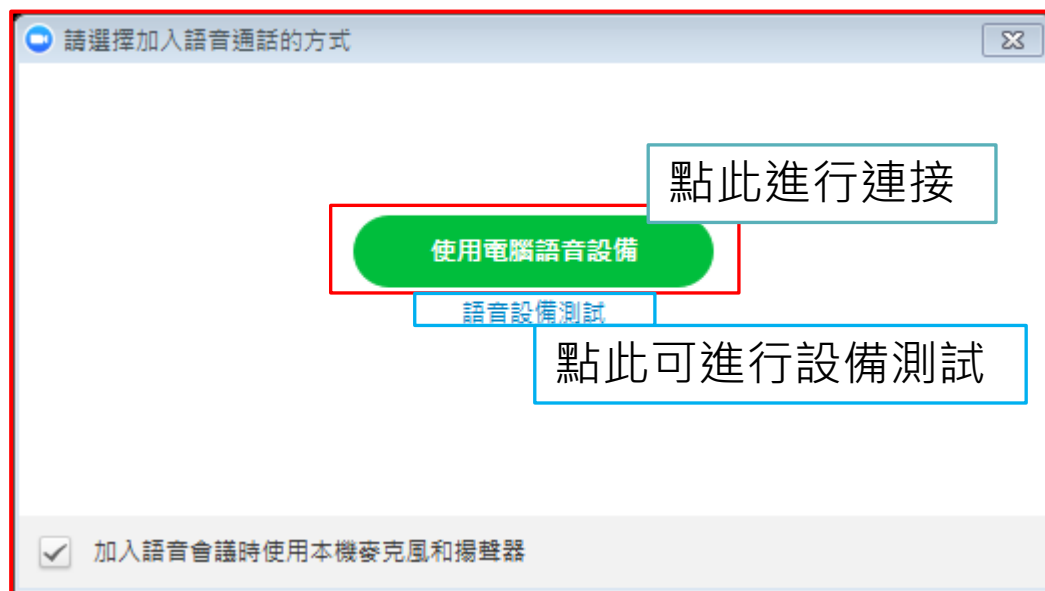 請選擇加入語音通話的方式
點此進行連接
使用電腦語音設備
語音設備測試
點此可進行設備測試
加入語音會議時使用本機麥克風和揚聲器